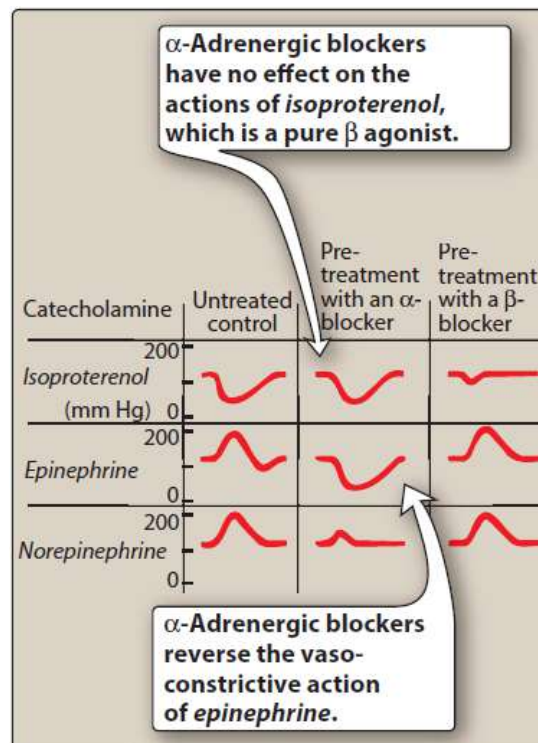 α-Adrenergic blockers
have no effect on the
actions of isoproterenol,
which is a pure β agonist.
Catecholamine
Untreated
control
Pre-
treatment
with an α-
blocker
Pre-
treatment
with a β-
blocker
Isoproterenol
(mm Hg)
200
0
Epinephrine
200
0
Norepinephrine
200
0
α-Adrenergic blockers
reverse the vaso-
constrictive action
of epinephrine.